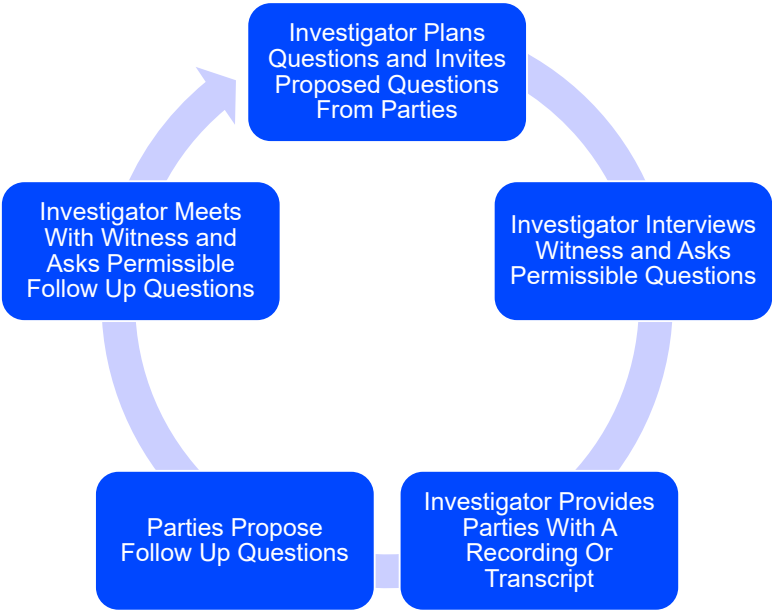 Investigator Plans
Questions and Invites
Proposed Questions
From Parties
Investigator Interviews
Witness and Asks
Permissible Questions
Investigator Provides
Parties With A
Recording Or
Transcript
Parties Propose
Follow Up Questions
Investigator Meets
With Witness and
Asks Permissible
Follow Up Questions